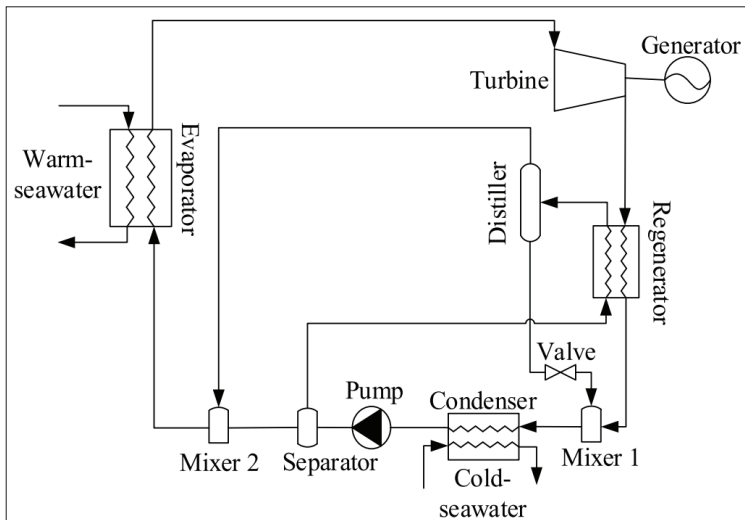 Generator
Turbine
Evaporator
Warm-
seawater
Distiller
Regenerator
Valve
Pump
Condenser
Mixer 2
Separator
Mixer 1
Cold-
seawater